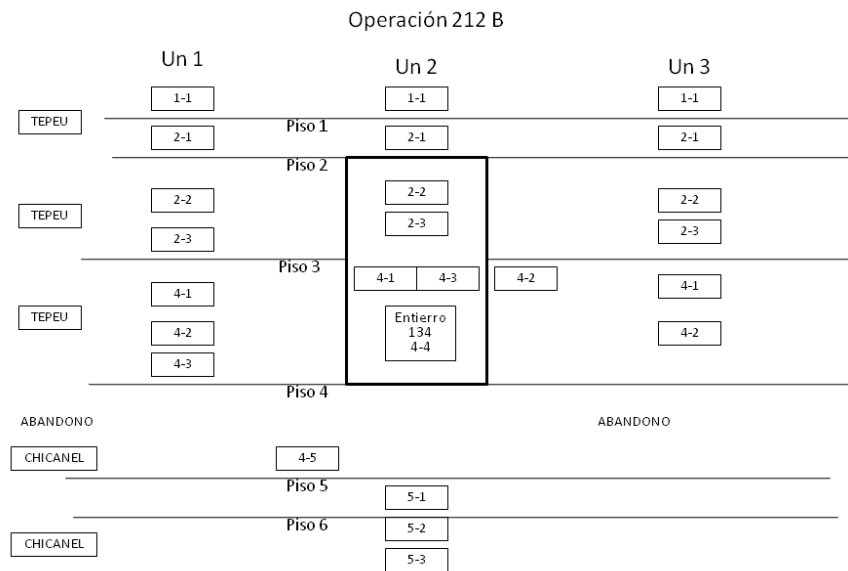 Operación 212 B
Un 1
Un 2
Un 3
1-1
1-1
1-1
TEPEU
Piso 1
2-1
2-1
2-1
Piso 2
2-2
2-2
2-2
TEPEU
2-3
2-3
2-3
Piso 3
4-1
4-3
4-2
4-1
4-1
TEPEU
Entierro
134
4-4
4-2
4-2
4-3
Piso 4
ABANDONO
ABANDONO
CHICANEL
4-5
Piso 5
5-1
Piso 6
5-2
CHICANEL
5-3